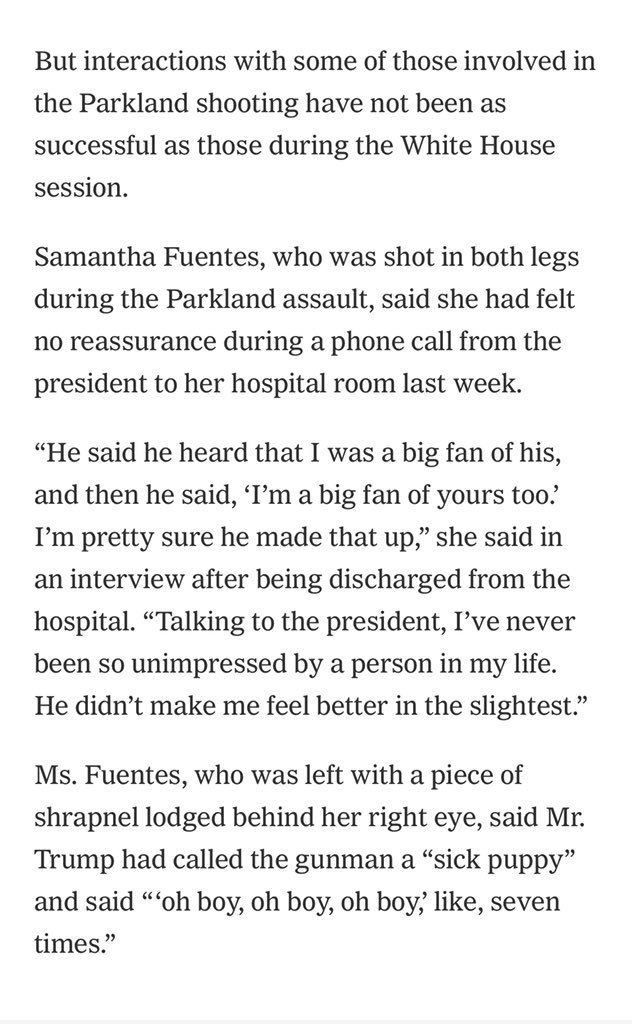 But interactions with some of those involved in
the Parkland shooting have not been as
successful as those during the White House
session.
Samantha Fuentes, who was shot in both legs
during the Parkland assault, said she had felt
no reassurance during a phone call from the
president to her hospital room last week.
“He said he heard that I was a big fan of his,
and then he said, ‘I’m a big fan of yours too.’
I’m pretty sure he made that up,” she said in
an interview after being discharged from the
hospital. “Talking to the president, I’ve never
been so unimpressed by a person in my life.
He didn’t make me feel better in the slightest.”
Ms. Fuentes, who was left with a piece of
shrapnel lodged behind her right eye, said Mr.
Trump had called the gunman a “sick puppy”
and said “‘oh boy, oh boy, oh boy,’ like, seven
times.”